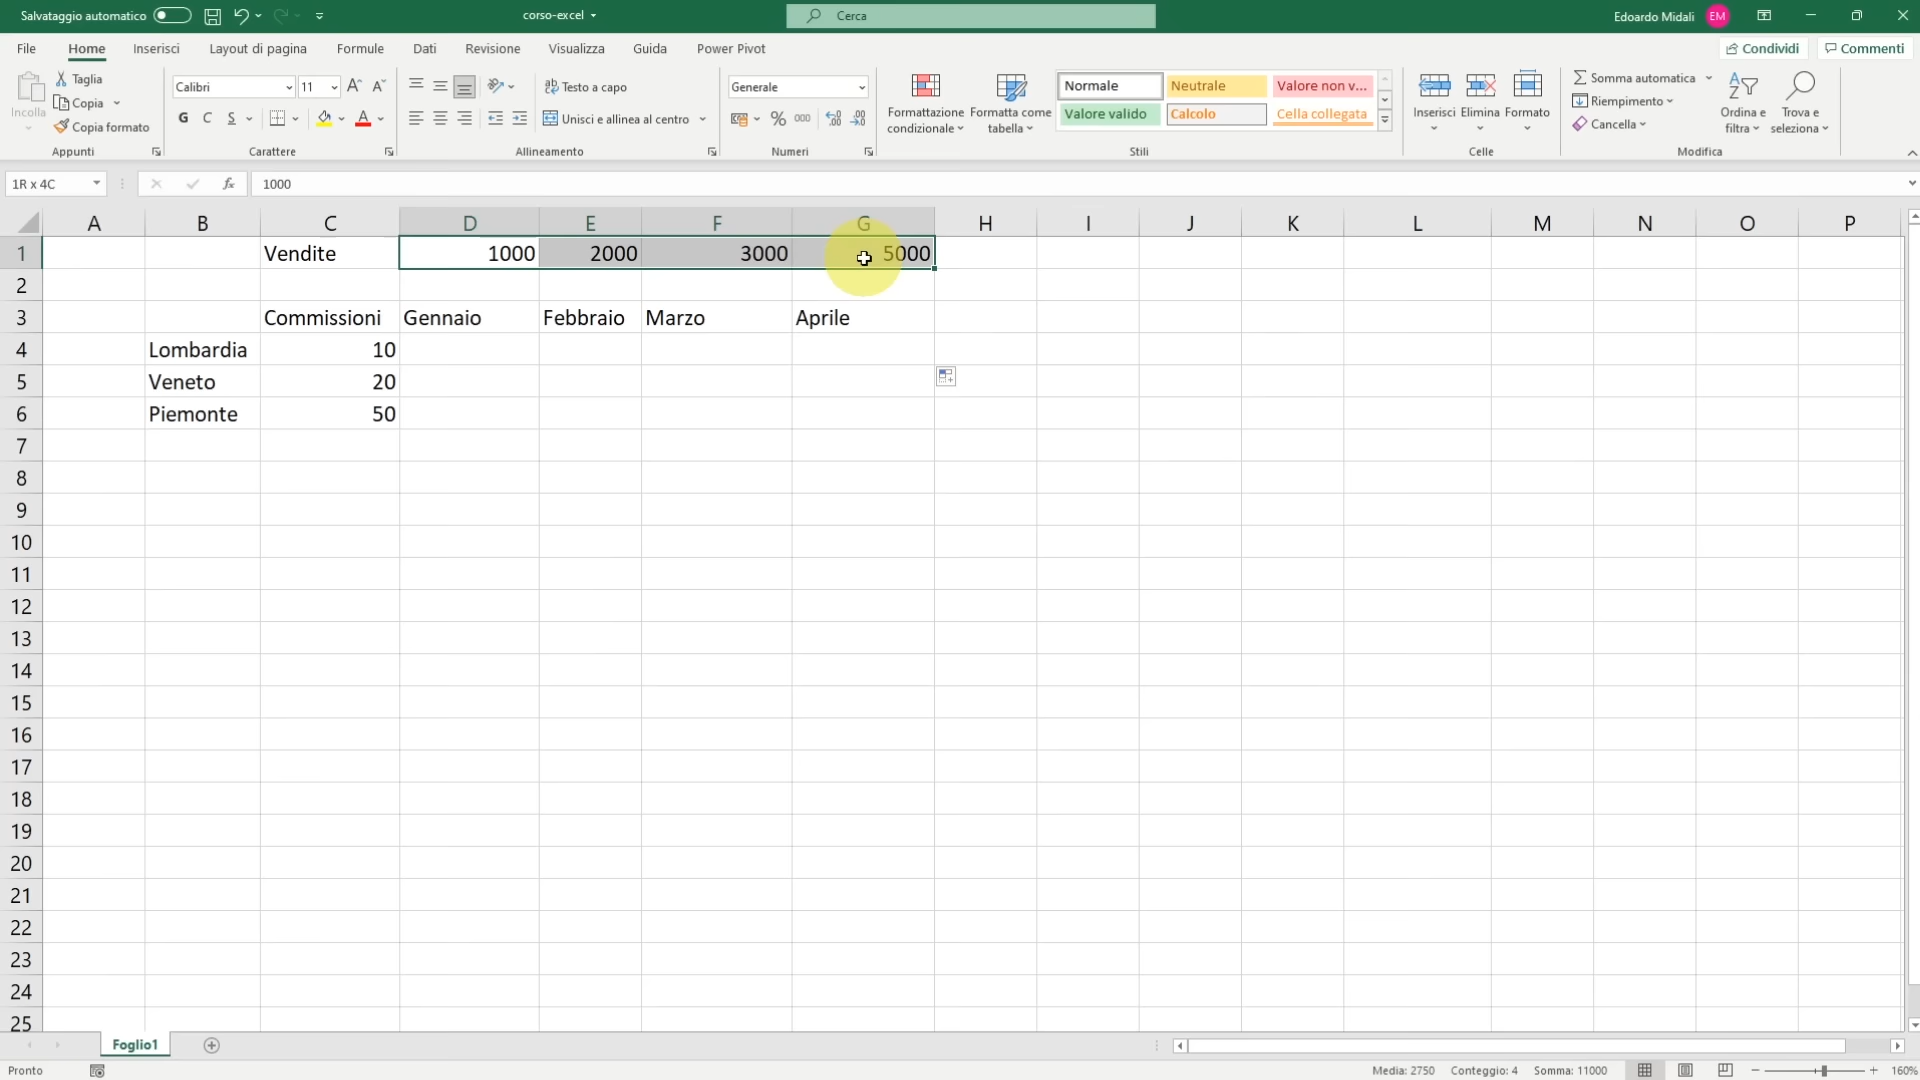 Salvataggio automatico
corso-excel
Cerca
Edoardo Midali
EM
File
Home
Inserisci
Layout di pagina
Formule
Dati
Revisione
Visualizza
Guida
Power Pivot
Condividi
Commenti
Incolla
Taglia
Copia
Copia formato
Appunti
Calibri
11
G C S
Carattere
Testo a capo
Unisci e allinea al centro
Allineamento
Generale
% 000
Numeri
Formattazione condizionale
Formatta come tabella
Normale
Neutrale
Valore non v...
Valore valido
Calcolo
Cella collegata
Stili
Inserisci
Elimina
Formato
Celle
Somma automatica
Riempimento
Cancella
Ordina e filtra
Trova e seleziona
Modifica
1R x 4C
fx
1000
A B C D E F G H I J K L M N O P
1 Vendite 1000 2000 3000 5000
2
3 Commissioni Gennaio Febbraio Marzo Aprile
4 Lombardia 10
5 Veneto 20
6 Piemonte 50
7
8
9
10
11
12
13
14
15
16
17
18
19
20
21
22
23
24
25
Foglio1
Pronto
Media: 2750 Conteggio: 4 Somma: 11000
160%